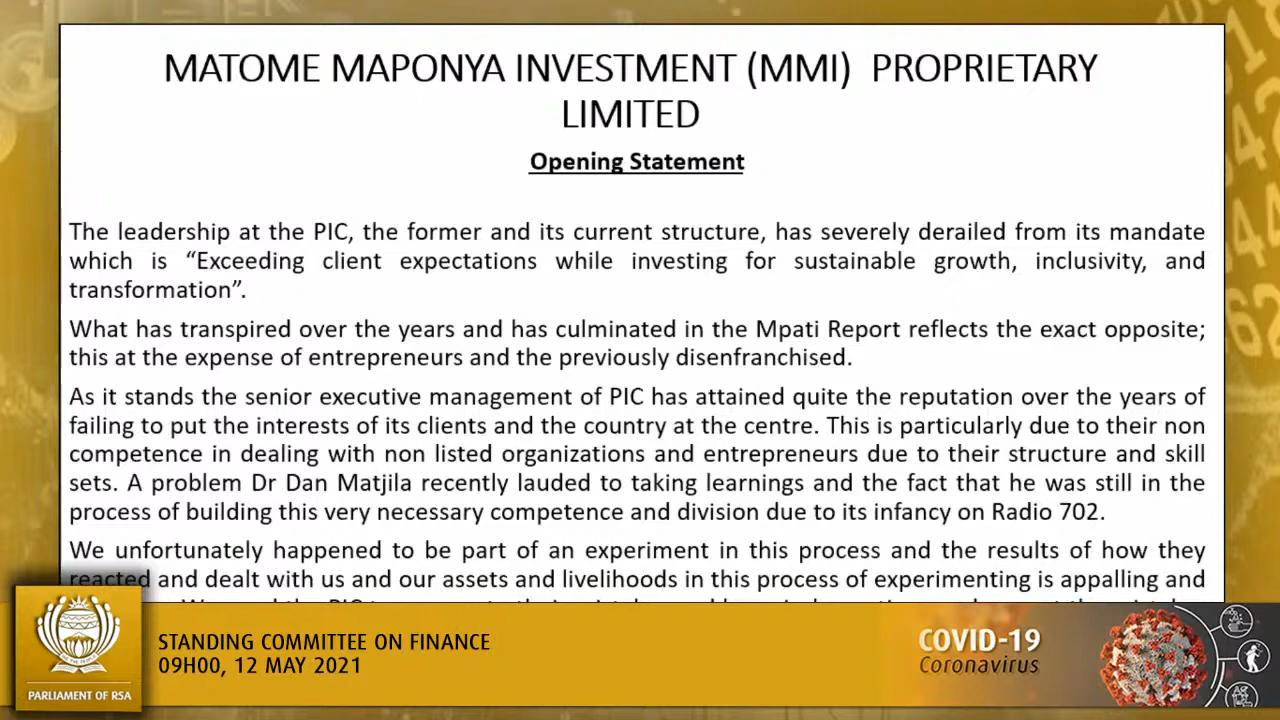 MATOME MAPONYA INVESTMENT (MMI) PROPRIETARY
LIMITED
Opening Statement
The leadership at the PIC, the former and its current structure, has severely derailed from its mandate
which is “Exceeding client expectations while investing for sustainable growth, inclusivity, and
transformation”.
What has transpired over the years and has culminated in the Mpati Report reflects the exact opposite;
this at the expense of entrepreneurs and the previously disenfranchised.
As it stands the senior executive management of PIC has attained quite the reputation over the years of
failing to put the interests of its clients and the country at the centre. This is particularly due to their non
competence in dealing with non listed organizations and entrepreneurs due to their structure and skill
sets. A problem Dr Dan Matjila recently lauded to taking learnings and the fact that he was still in the
process of building this very necessary competence and division due to its infancy on Radio 702.
We unfortunately happened to be part of an experiment in this process and the results of how they
reacted and dealt with us and our assets and livelihoods in this process of experimenting is appalling and
STANDING COMMITTEE ON FINANCE
09H00, 12 MAY 2021
PARLIAMENT OF RSA
COVID-19
Coronavirus